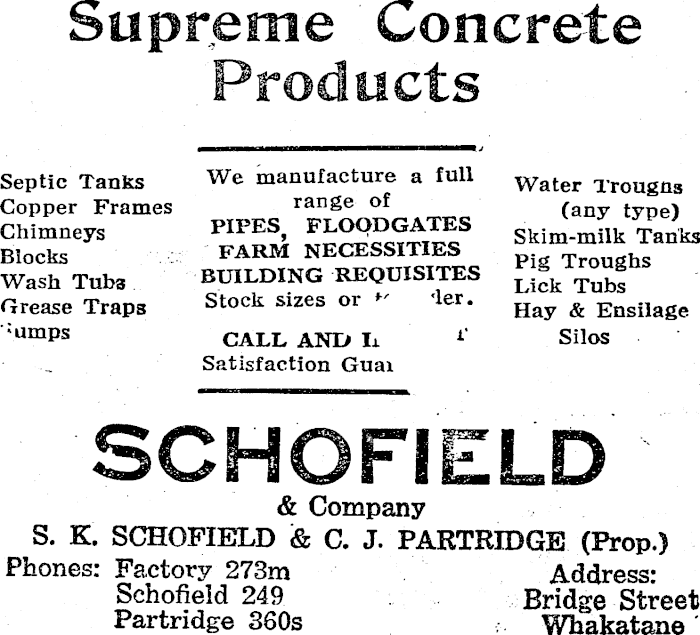 Supreme Concrete
Products
Septic Tanks
Copper Frames
Chimneys
Blocks
Wash Tubs
Grease Traps
We manufacture a full
range of
PIPES, FLOODGATES
FARM NECESSITIES
BUILDING REQUISITES
Stock sizes or
CALL AND
Satisfaction
Water Troughs
(any type)
Skim-milk Tanks
Pig Troughs
Lick Tubs
Hay & Ensilage
Silos
SCHOFIELD
& Company
S. K. SCHOFIELD & C. J. PARTRIDGE (Prop.)
Phones: Factory 273m
Schofield 249
Partridge 360s
Address:
Bridge Street
Whakatane